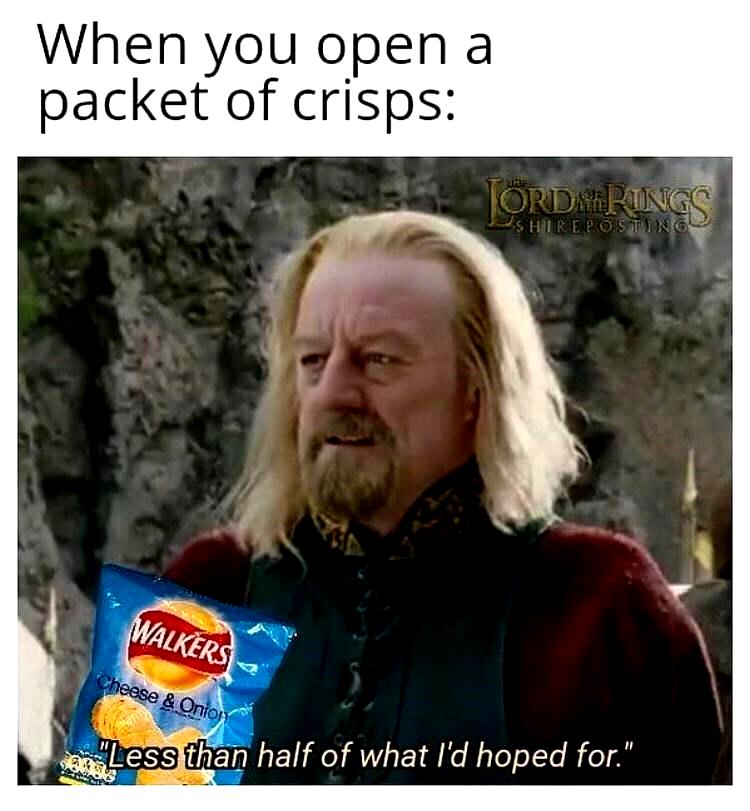 When you open a
packet of crisps:
THE
LORD OF THE RINGS
SHIREPOSTING
WALKERS
Cheese & Onion
"Less than half of what I'd hoped for."